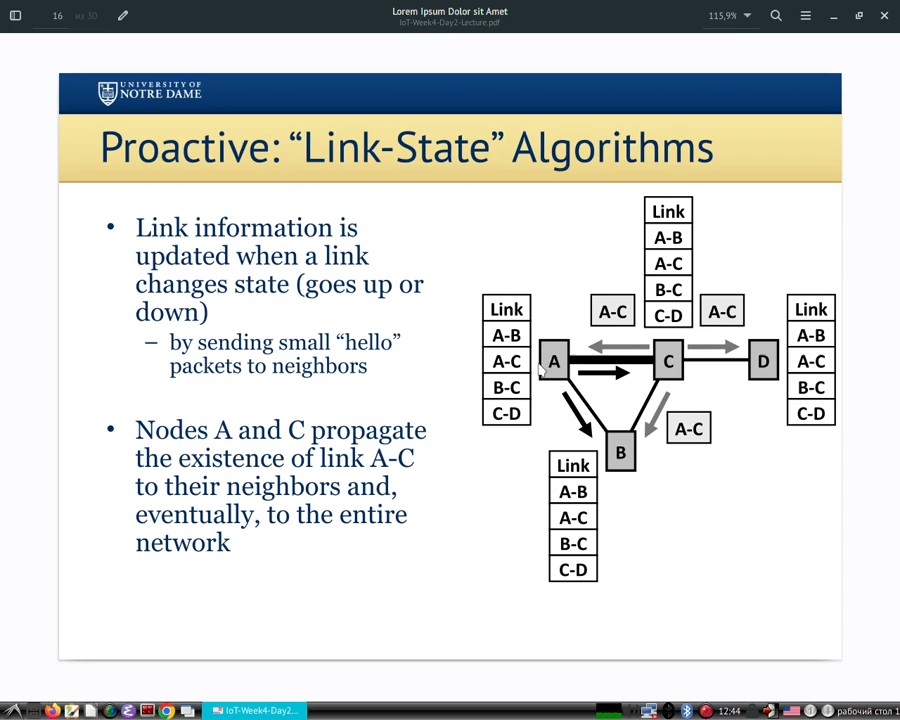 16 из 30
Lorem Ipsum Dolor sit Amet
IoT-Week4-Day2-Lecture.pdf
115,9%
UNIVERSITY OF
NOTRE DAME
Proactive: “Link-State” Algorithms
• Link information is
updated when a link
changes state (goes up or
down)
– by sending small “hello”
packets to neighbors
• Nodes A and C propagate
the existence of link A-C
to their neighbors and,
eventually, to the entire
network
Link
A-B
A-C
B-C
C-D
A-C
A-C
Link
A-B
A-C
B-C
C-D
Link
A-B
A-C
B-C
C-D
A
C
D
A-C
B
Link
A-B
A-C
B-C
C-D
IoT-Week4-Day2...
12:44
рабочий стол 1